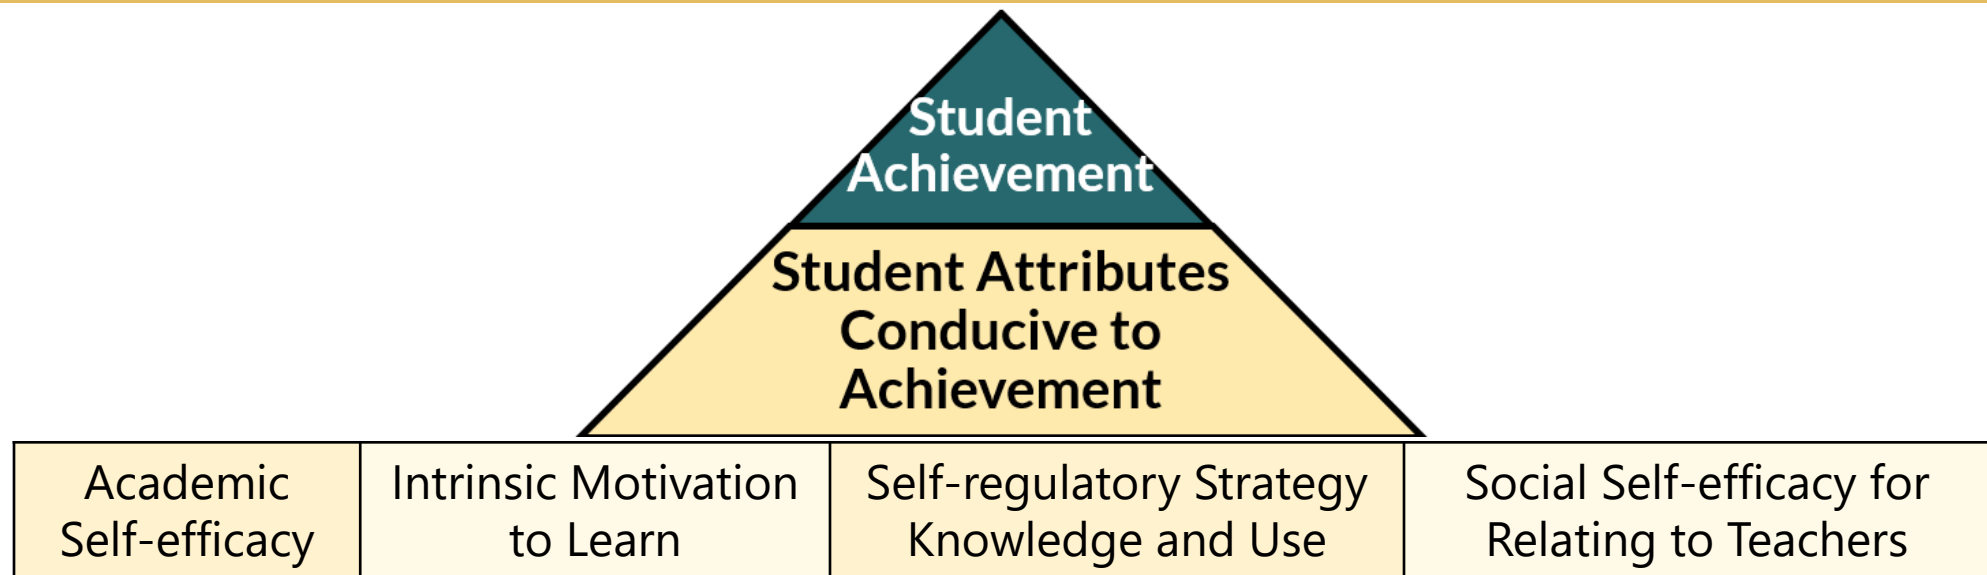 Student
Achievement
Student Attributes
Conducive to
Achievement
Academic
Self-efficacy
Intrinsic Motivation
to Learn
Self-regulatory Strategy
Knowledge and Use
Social Self-efficacy for
Relating to Teachers